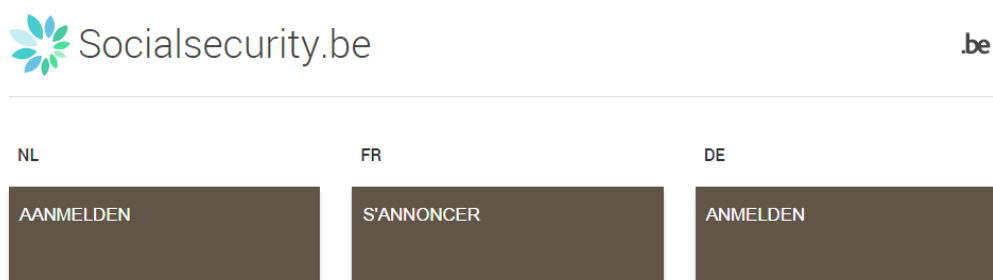 Socialsecurity.be
.be
NL
FR
DE
AANMELDEN
S'ANNONCER
ANMELDEN